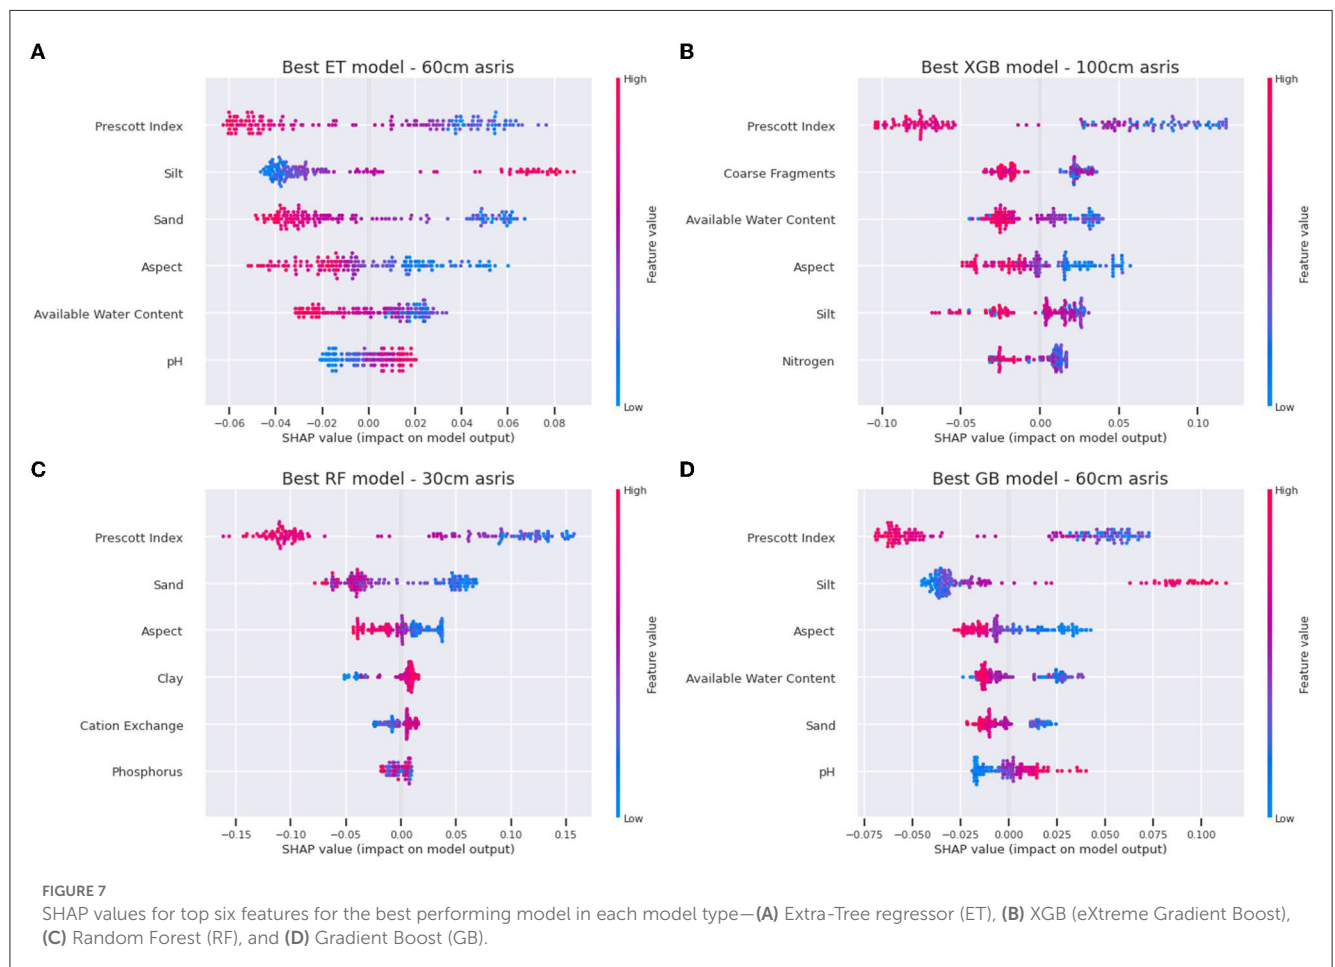 A
Best ET model - 60cm asris
High
Prescott Index
Silt
Sand
Aspect
Available Water Content
pH
Feature value
Low
−0.06 −0.04 −0.02 0.00 0.02 0.04 0.06 0.08
SHAP value (impact on model output)
B
Best XGB model - 100cm asris
High
Prescott Index
Coarse Fragments
Available Water Content
Aspect
Silt
Nitrogen
Feature value
Low
−0.10 −0.05 0.00 0.05 0.10
SHAP value (impact on model output)
C
Best RF model - 30cm asris
High
Prescott Index
Sand
Aspect
Clay
Cation Exchange
Phosphorus
Feature value
Low
−0.15 −0.10 −0.05 0.00 0.05 0.10 0.15
SHAP value (impact on model output)
D
Best GB model - 60cm asris
High
Prescott Index
Silt
Aspect
Available Water Content
Sand
pH
Feature value
Low
−0.075 −0.050 −0.025 0.000 0.025 0.050 0.075 0.100
SHAP value (impact on model output)
FIGURE 7
SHAP values for top six features for the best performing model in each model type—(A) Extra-Tree regressor (ET), (B) XGB (eXtreme Gradient Boost),
(C) Random Forest (RF), and (D) Gradient Boost (GB).